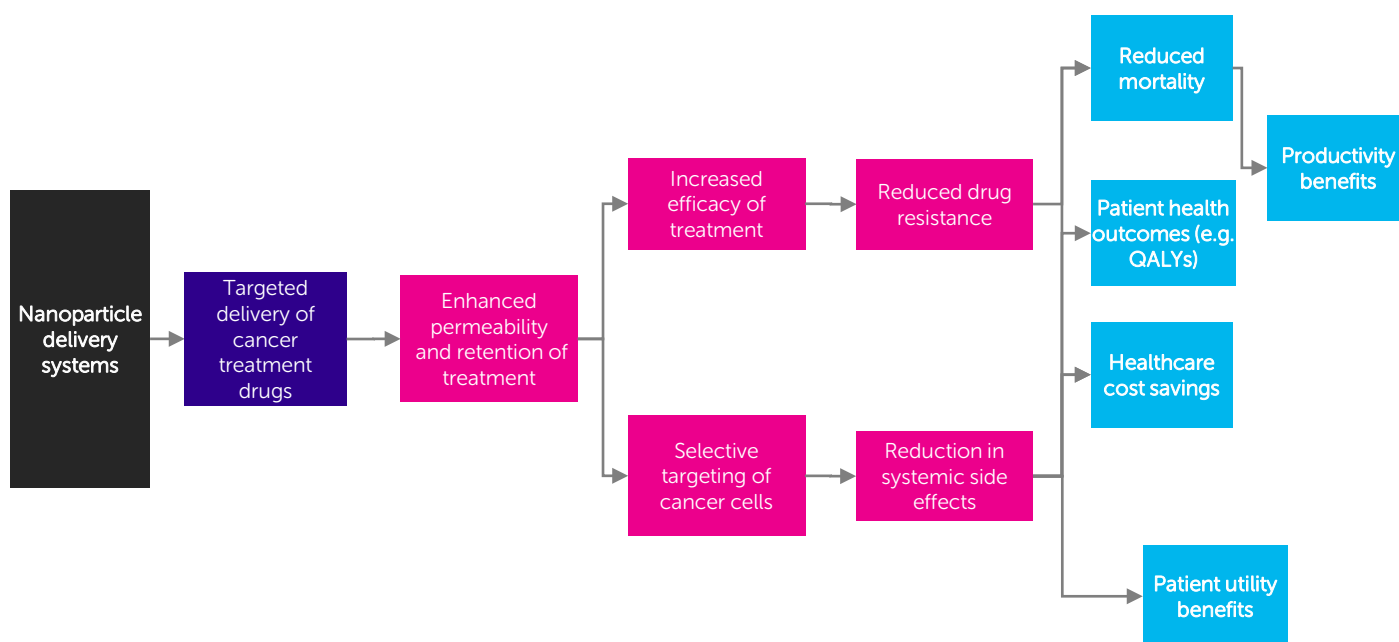 Nanoparticle
delivery
systems
Targeted
delivery of
cancer
treatment
drugs
Enhanced
permeability
and retention of
treatment
Increased
efficacy of
treatment
Selective
targeting of
cancer cells
Reduced drug
resistance
Reduction in
systemic side
effects
Reduced
mortality
Patient health
outcomes (e.g.
QALYs)
Healthcare
cost savings
Patient utility
benefits
Productivity
benefits